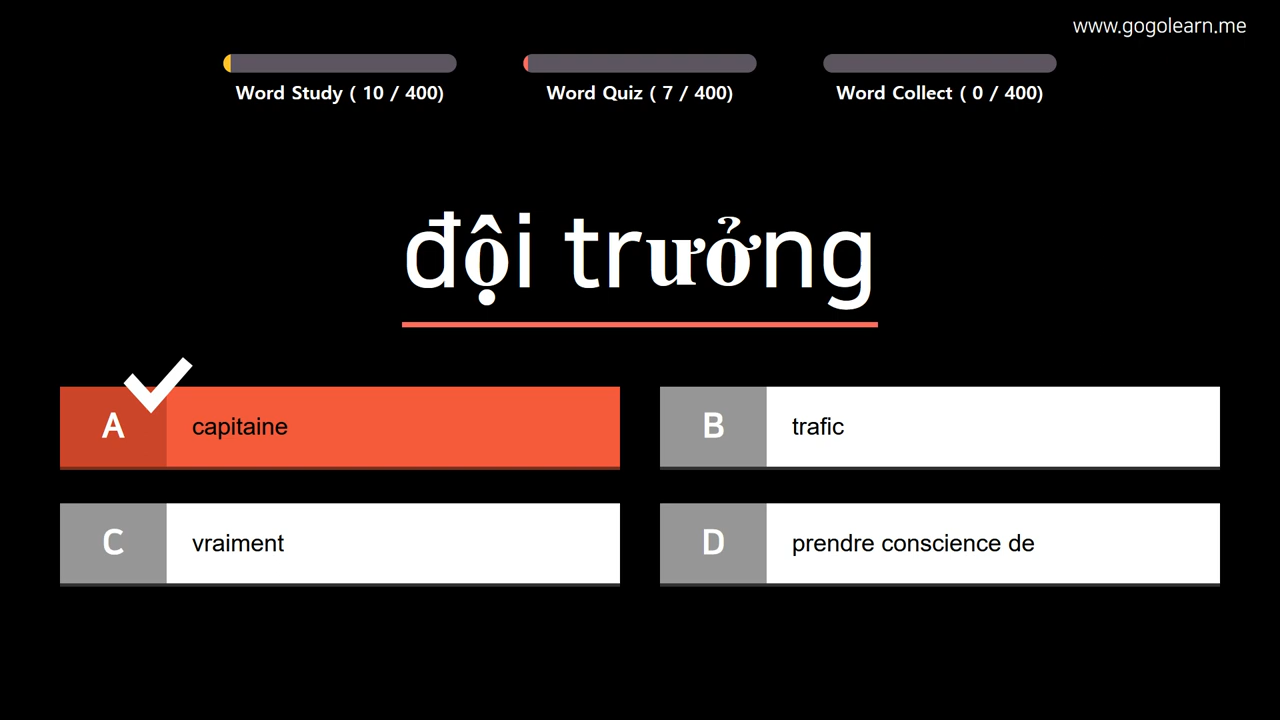 www.gogolearn.me
Word Study ( 10 / 400)
Word Quiz ( 7 / 400)
Word Collect ( 0 / 400)
đội trưởng
A capitaine
B trafic
C vraiment
D prendre conscience de